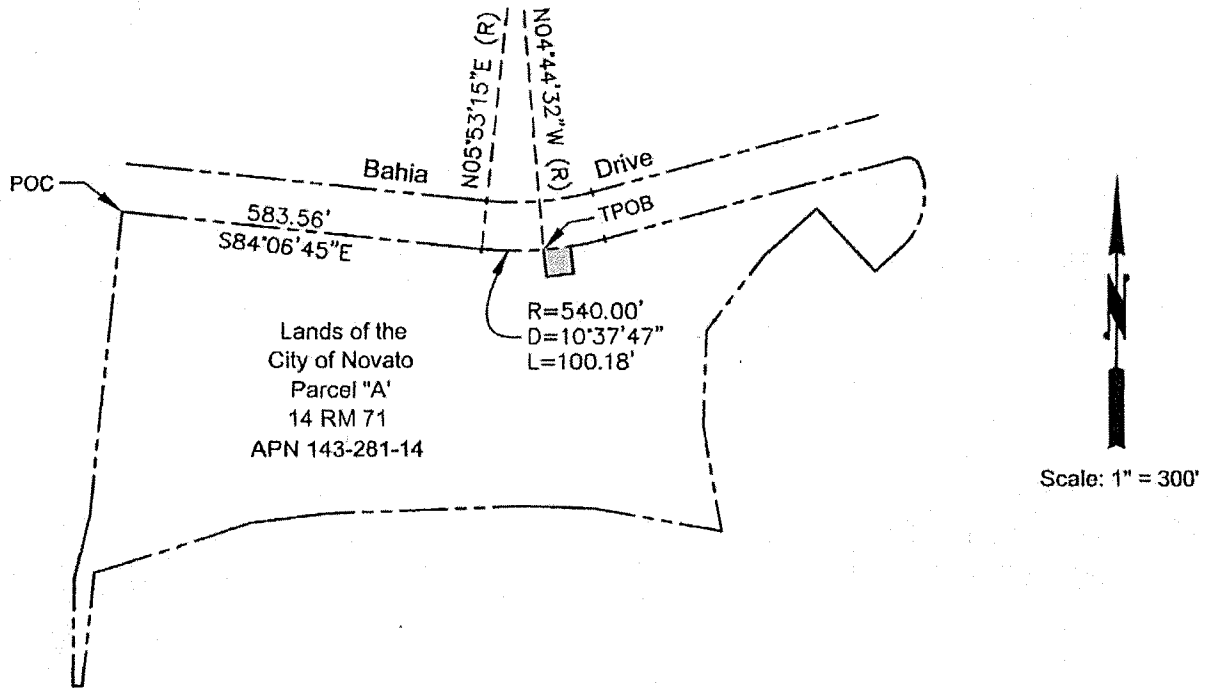 N05°53'15"E (R)
N04°44'32"W (R)
Bahia
Drive
POC
TPOB
583.56'
S84°06'45"E
R=540.00'
D=10°37'47"
L=100.18'
Lands of the
City of Novato
Parcel "A'
14 RM 71
APN 143-281-14
N
Scale: 1" = 300'